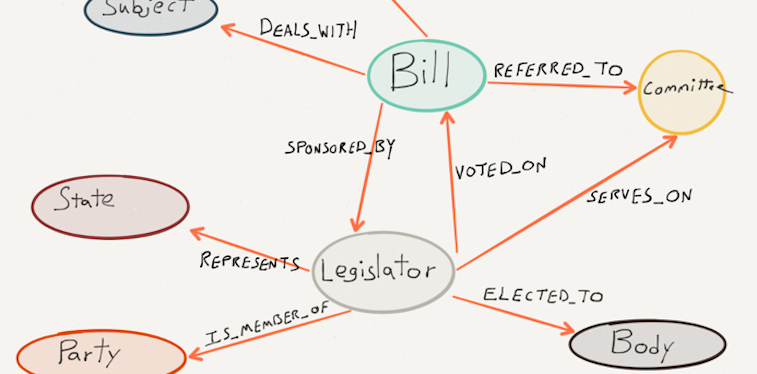 Subject
DEALS_WITH
Bill
REFERRED_TO
Committee
SPONSORED_BY
VOTED_ON
SERVES_ON
State
REPRESENTS
Legislator
ELECTED_TO
IS_MEMBER_OF
Party
Body